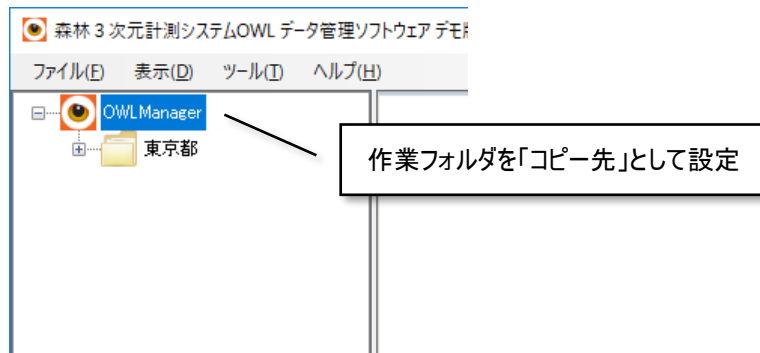 森林３次元計測システムOWL データ管理ソフトウェア デモ
ファイル(F) 表示(D) ツール(T) ヘルプ(H)
OWLManager
東京都
作業フォルダを「コピー先」として設定